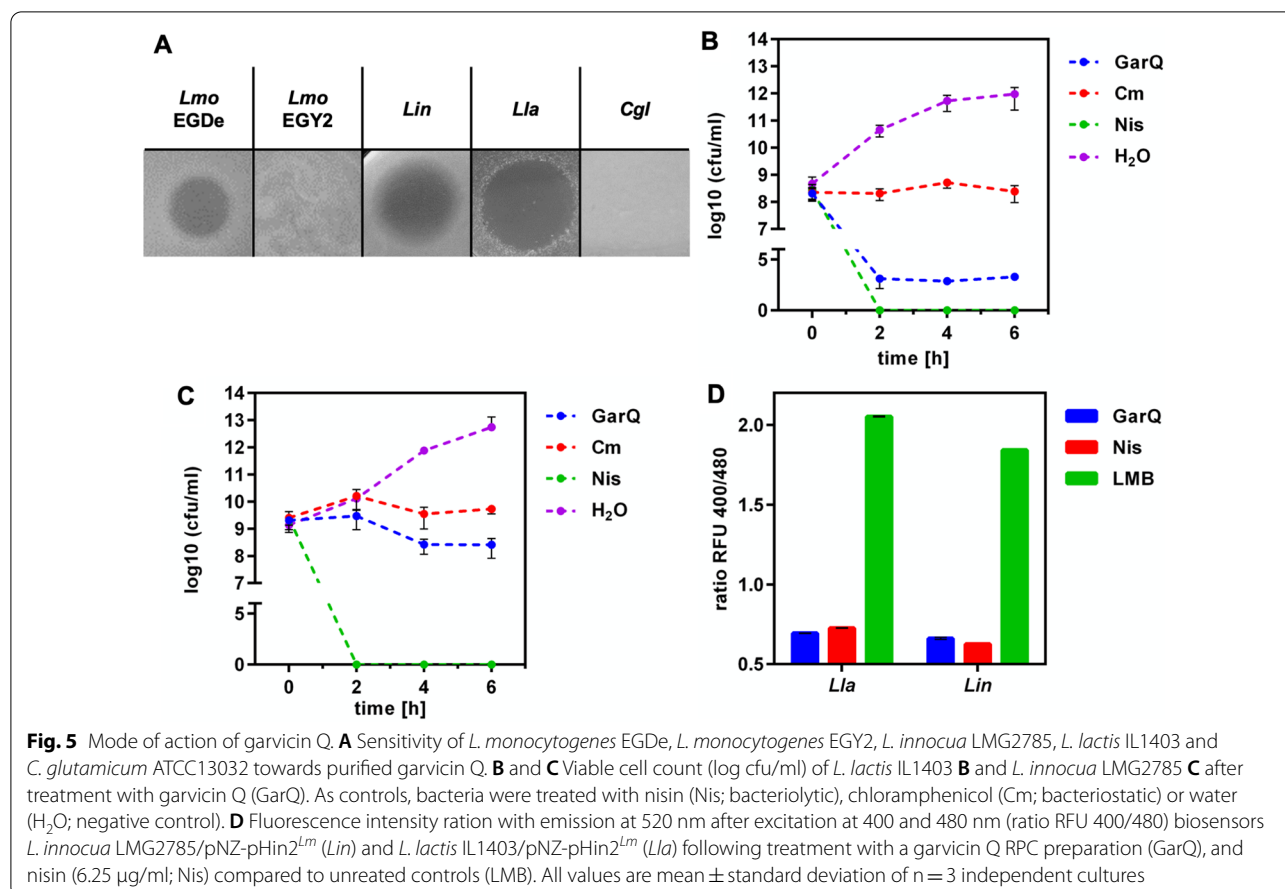 A
Lmo EGDe
Lmo EGY2
Lin
Lla
Cgl
B
log10 (cfu/ml)
14
13
12
11
10
9
8
7
5
0
0 2 4 6
time [h]
GarQ
Cm
Nis
H₂O
C
log10 (cfu/ml)
14
13
12
11
10
9
8
7
5
0
0 2 4 6
time [h]
GarQ
Cm
Nis
H₂O
D
ratio RFU 400/480
2.0
1.5
1.0
0.5
Lla Lin
GarQ
Nis
LMB
Fig. 5 Mode of action of garvicin Q. A Sensitivity of L. monocytogenes EGDe, L. monocytogenes EGY2, L. innocua LMG2785, L. lactis IL1403 and
C. glutamicum ATCC13032 towards purified garvicin Q. B and C Viable cell count (log cfu/ml) of L. lactis IL1403 B and L. innocua LMG2785 C after
treatment with garvicin Q (GarQ). As controls, bacteria were treated with nisin (Nis; bacteriolytic), chloramphenicol (Cm; bacteriostatic) or water
(H₂O; negative control). D Fluorescence intensity ration with emission at 520 nm after excitation at 400 and 480 nm (ratio RFU 400/480) biosensors
L. innocua LMG2785/pNZ-pHin2ᴸᵐ (Lin) and L. lactis IL1403/pNZ-pHin2ᴸᵐ (Lla) following treatment with a garvicin Q RPC preparation (GarQ), and
nisin (6.25 µg/ml; Nis) compared to unreated controls (LMB). All values are mean ± standard deviation of n = 3 independent cultures